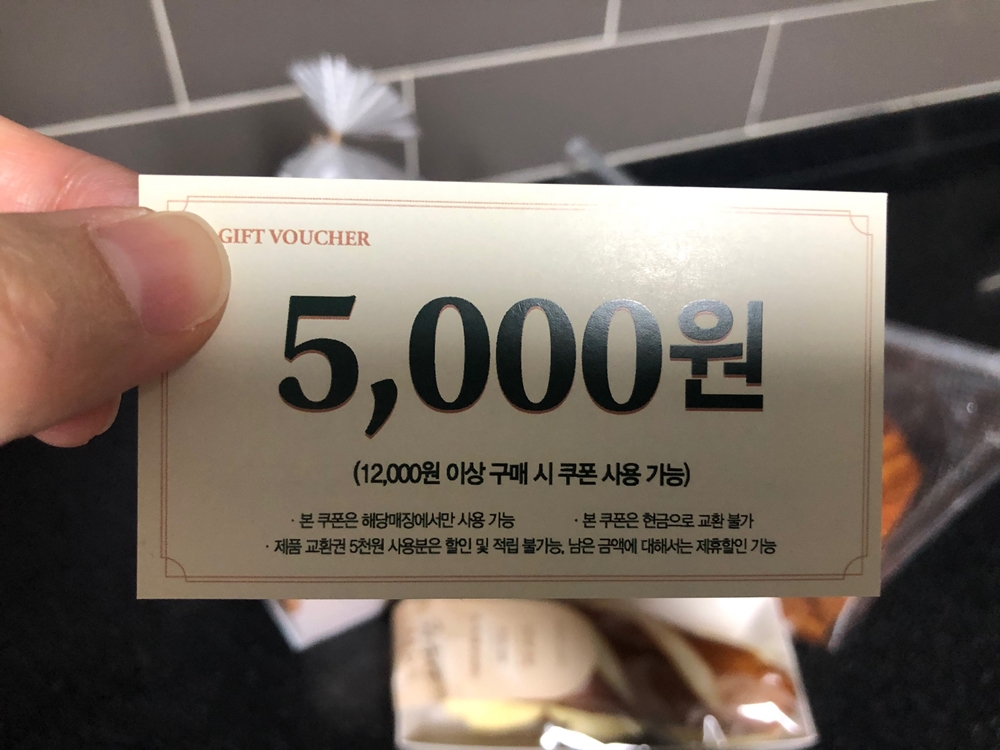 GIFT VOUCHER
5,000원
(12,000원 이상 구매 시 쿠폰 사용 가능)
· 본 쿠폰은 해당매장에서만 사용 가능 · 본 쿠폰은 현금으로 교환 불가
· 제품 교환권 5천원 사용분은 할인 및 적립 불가능, 남은 금액에 대해서는 제휴할인 가능